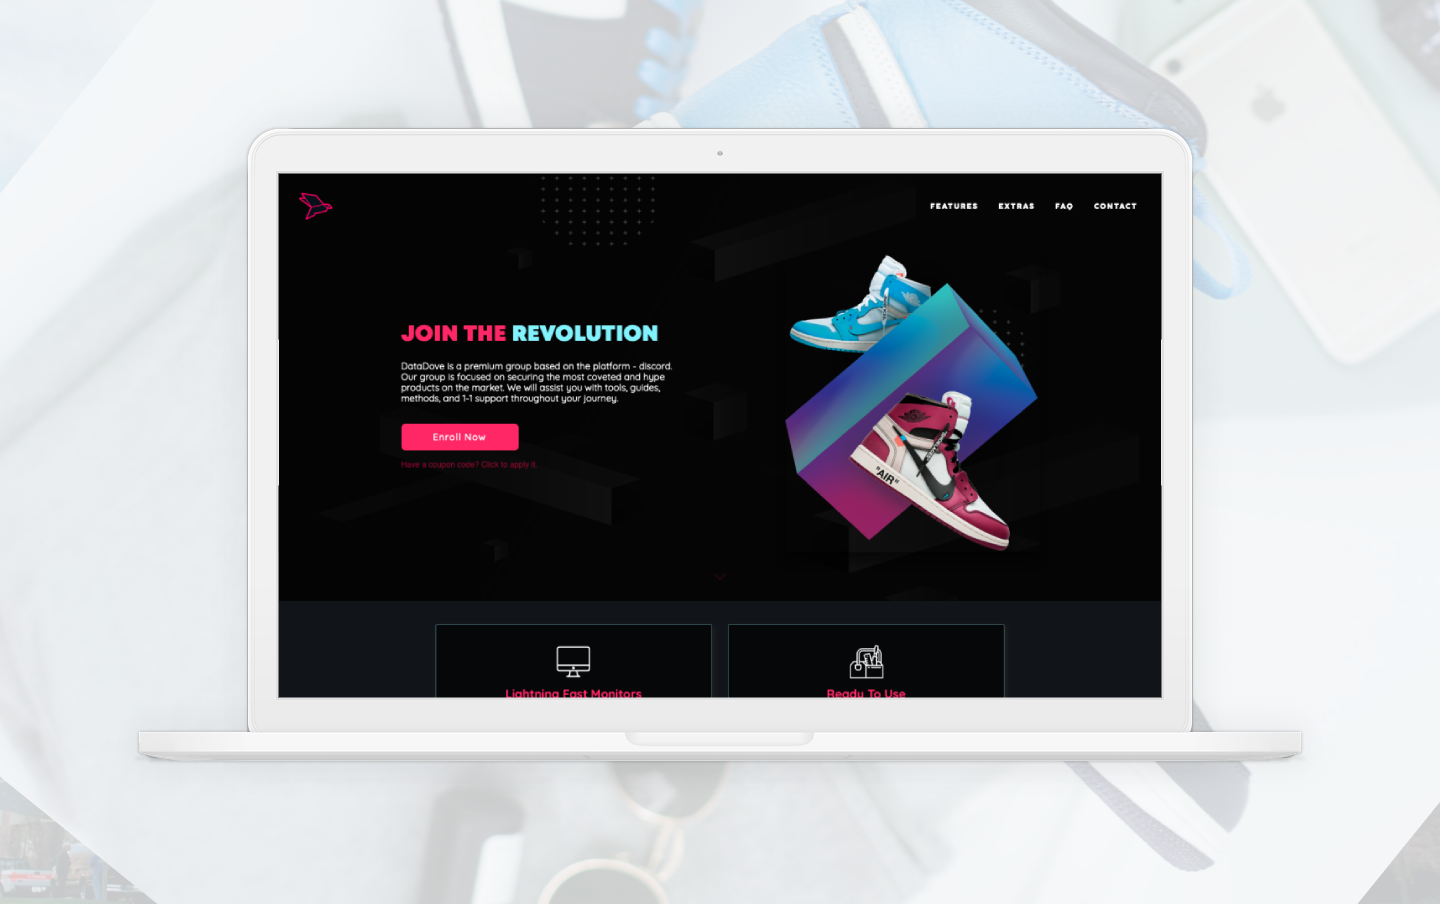 FEATURES EXTRAS FAQ CONTACT
JOIN THE REVOLUTION
DataDove is a premium group based on the platform - discord.
Our group is focused on securing the most coveted and hype
products on the market. We will assist you with tools, guides,
methods, and 1-1 support throughout your journey.
Enroll Now
Have a coupon code? Click to apply it.
"AIR"
Lightning Fast Monitors
Ready To Use